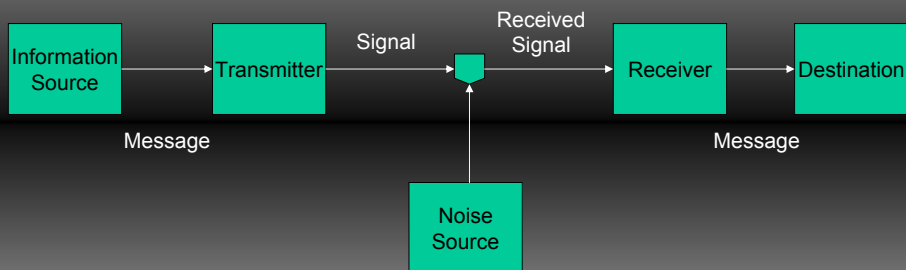 Information
Source
Transmitter
Signal
Received
Signal
Receiver
Destination
Message
Message
Noise
Source